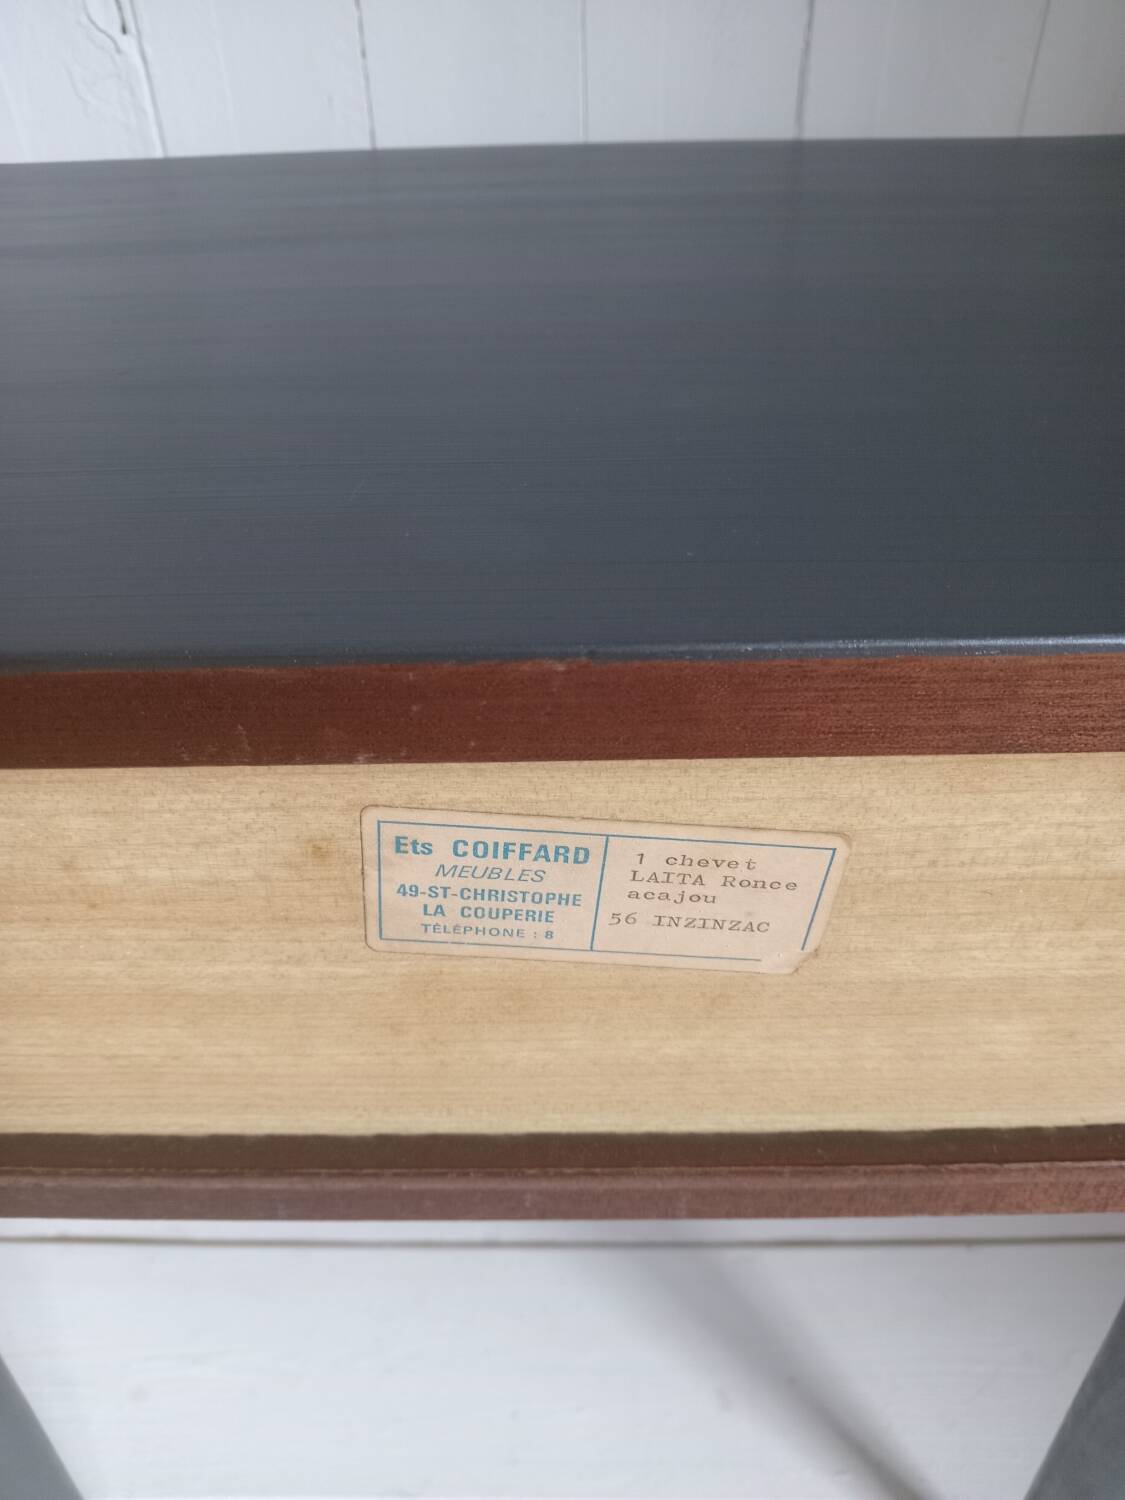 Ets COIFFARD
MEUBLES
49-ST-CHRISTOPHE
LA COUPERIE
TÉLÉPHONE : 8
1 chevet
LAITA Ronce
acajou
56 INZINZAC